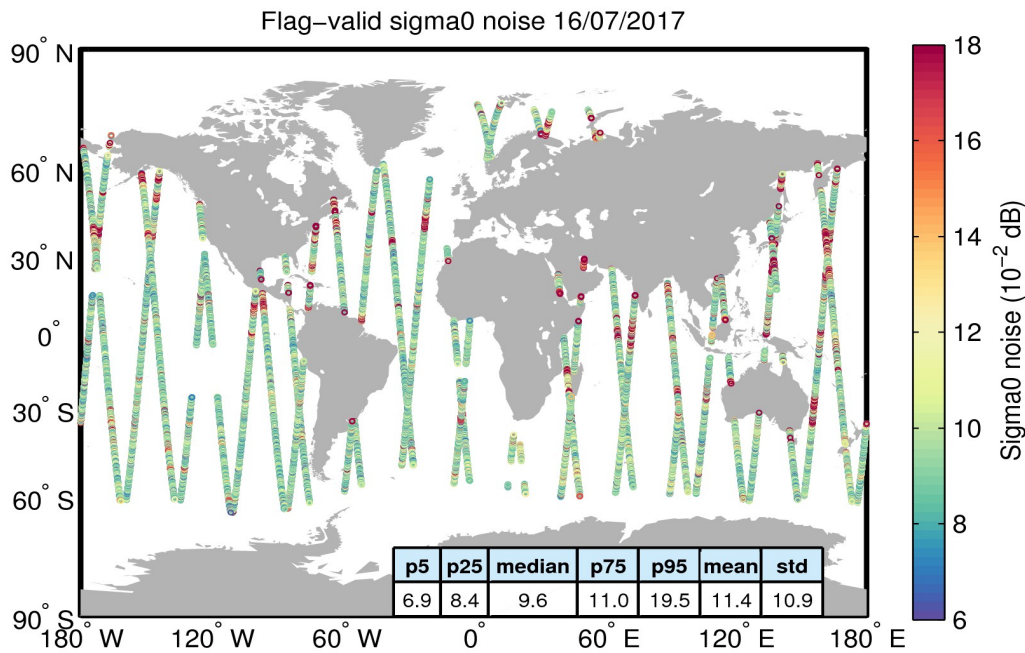 Flag−valid sigma0 noise 16/07/2017
90° N
60° N
30° N
0°
30° S
60° S
90° S
180° W 120° W 60° W 0° 60° E 120° E 180° E
p5 p25 median p75 p95 mean std
6.9 8.4 9.6 11.0 19.5 11.4 10.9
18
16
14
12
10
8
6
Sigma0 noise (10⁻² dB)